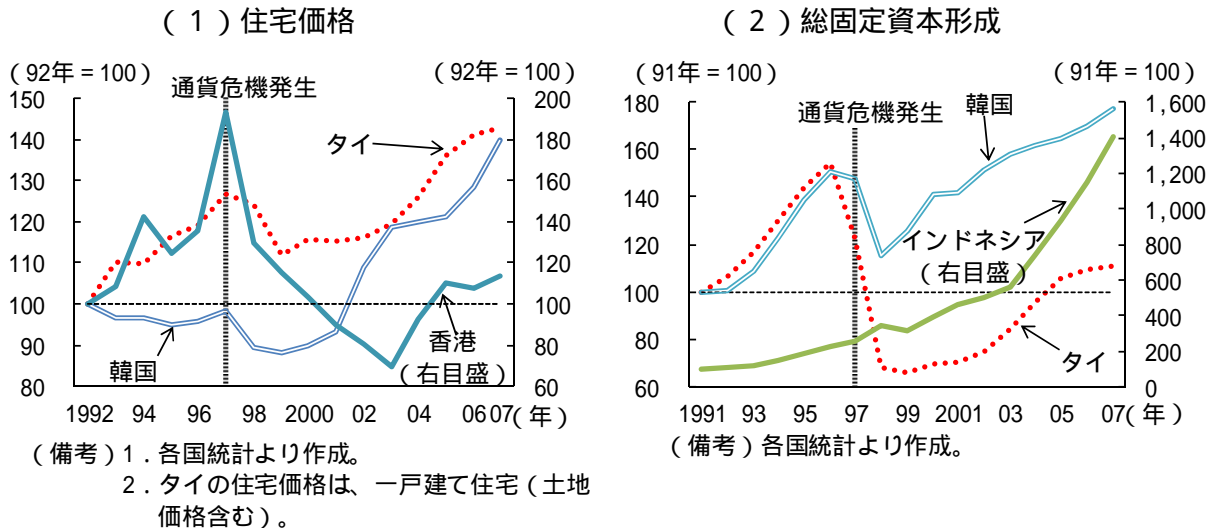 （１）住宅価格
（92年＝100）
（92年＝100）
通貨危機発生
150
140
130
120
110
100
90
80
200
180
160
140
120
100
80
60
タイ
韓国
香港
（右目盛）
1992 94 96 98 2000 02 04 06 07（年）
（備考）１．各国統計より作成。
２．タイの住宅価格は、一戸建て住宅（土地
価格含む）。
（２）総固定資本形成
（91年＝100）
（91年＝100）
通貨危機発生
180
160
140
120
100
80
60
1,600
1,400
1,200
1,000
800
600
400
200
0
韓国
インドネシア
（右目盛）
タイ
1991 93 95 97 99 2001 03 05 07（年）
（備考）各国統計より作成。